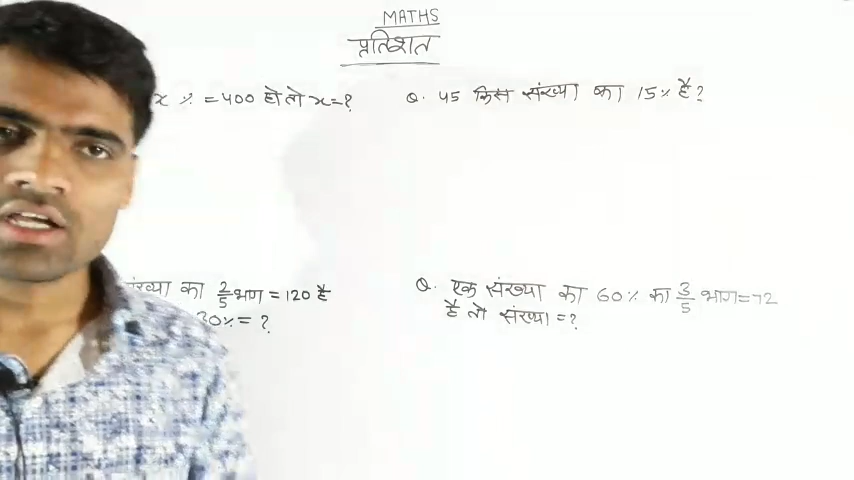 MATHS
प्रतिशत
x % = 400 हो तो x = ?
Q. 45 किस संख्या का 15% है ?
संख्या का 2/5 भाग = 120 है
30% = ?
Q. एक संख्या का 60% का 3/5 भाग = 72
है तो संख्या = ?